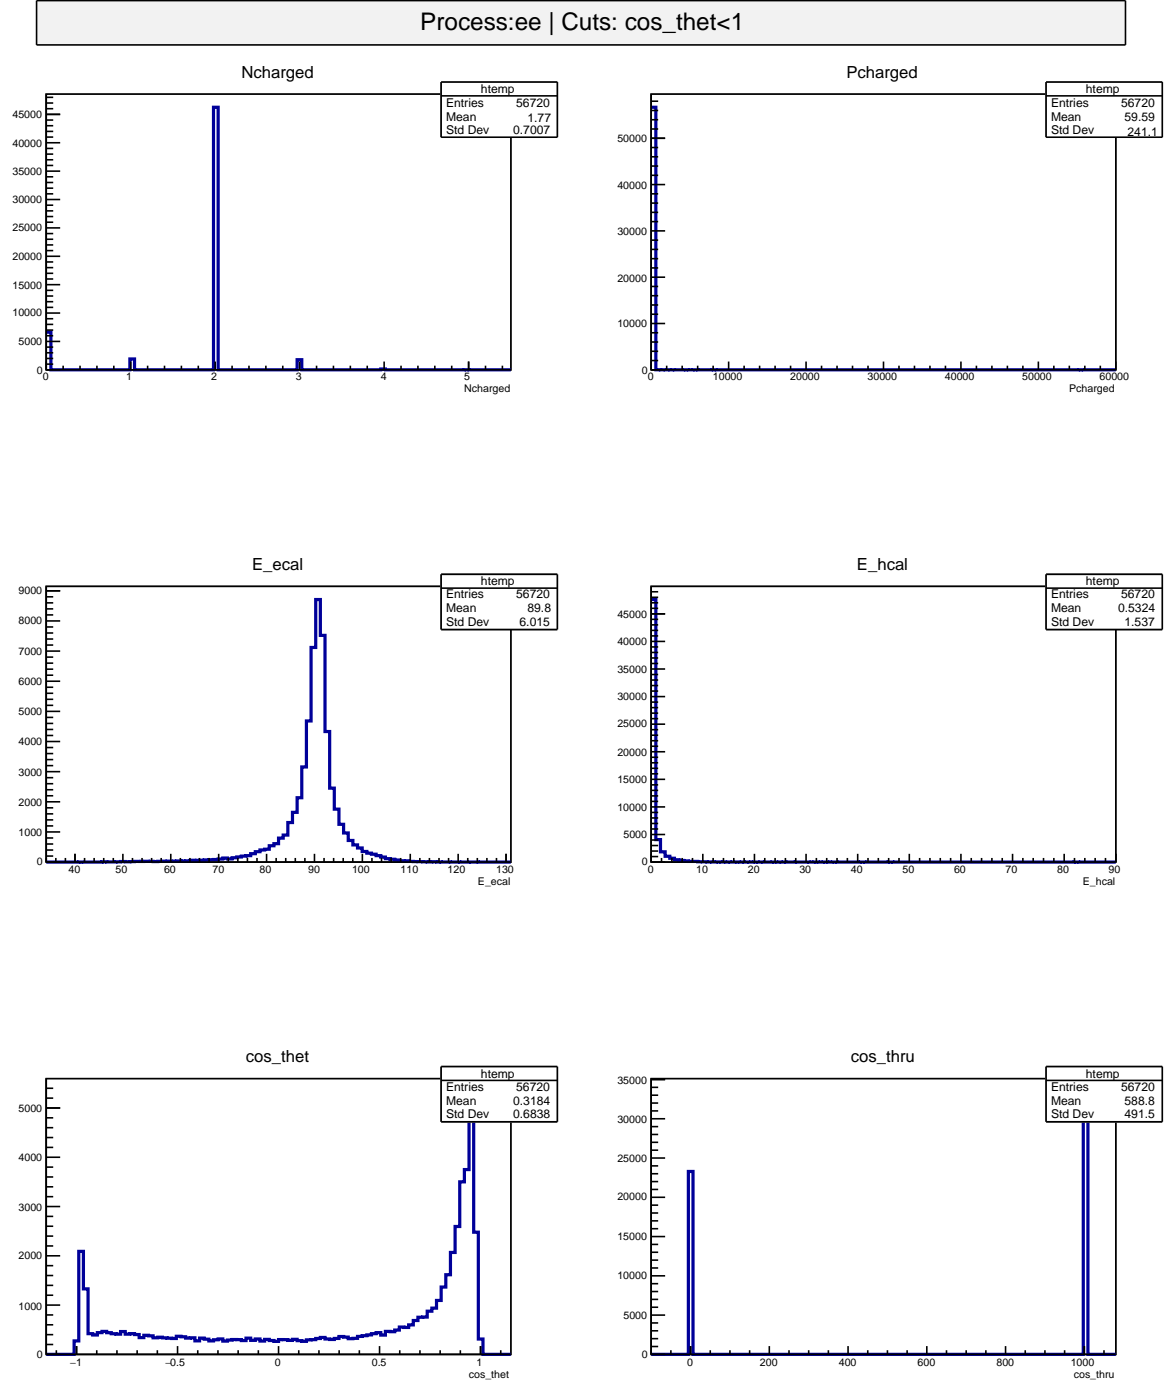 Process:ee | Cuts: cos_thet<1
Ncharged
htemp
Entries 56720
Mean 1.77
Std Dev 0.7007
45000
40000
35000
30000
25000
20000
15000
10000
5000
0
0 1 2 3 4 5
Ncharged
Pcharged
htemp
Entries 56720
Mean 59.59
Std Dev 241.1
50000
40000
30000
20000
10000
0
0 10000 20000 30000 40000 50000 60000
Pcharged
E_ecal
htemp
Entries 56720
Mean 89.8
Std Dev 6.015
9000
8000
7000
6000
5000
4000
3000
2000
1000
0
40 50 60 70 80 90 100 110 120 130
E_ecal
E_hcal
htemp
Entries 56720
Mean 0.5324
Std Dev 1.537
45000
40000
35000
30000
25000
20000
15000
10000
5000
0
0 10 20 30 40 50 60 70 80 90
E_hcal
cos_thet
htemp
Entries 56720
Mean 0.3184
Std Dev 0.6838
5000
4000
3000
2000
1000
0
−1 −0.5 0 0.5 1
cos_thet
cos_thru
htemp
Entries 56720
Mean 588.8
Std Dev 491.5
35000
30000
25000
20000
15000
10000
5000
0
0 200 400 600 800 1000
cos_thru